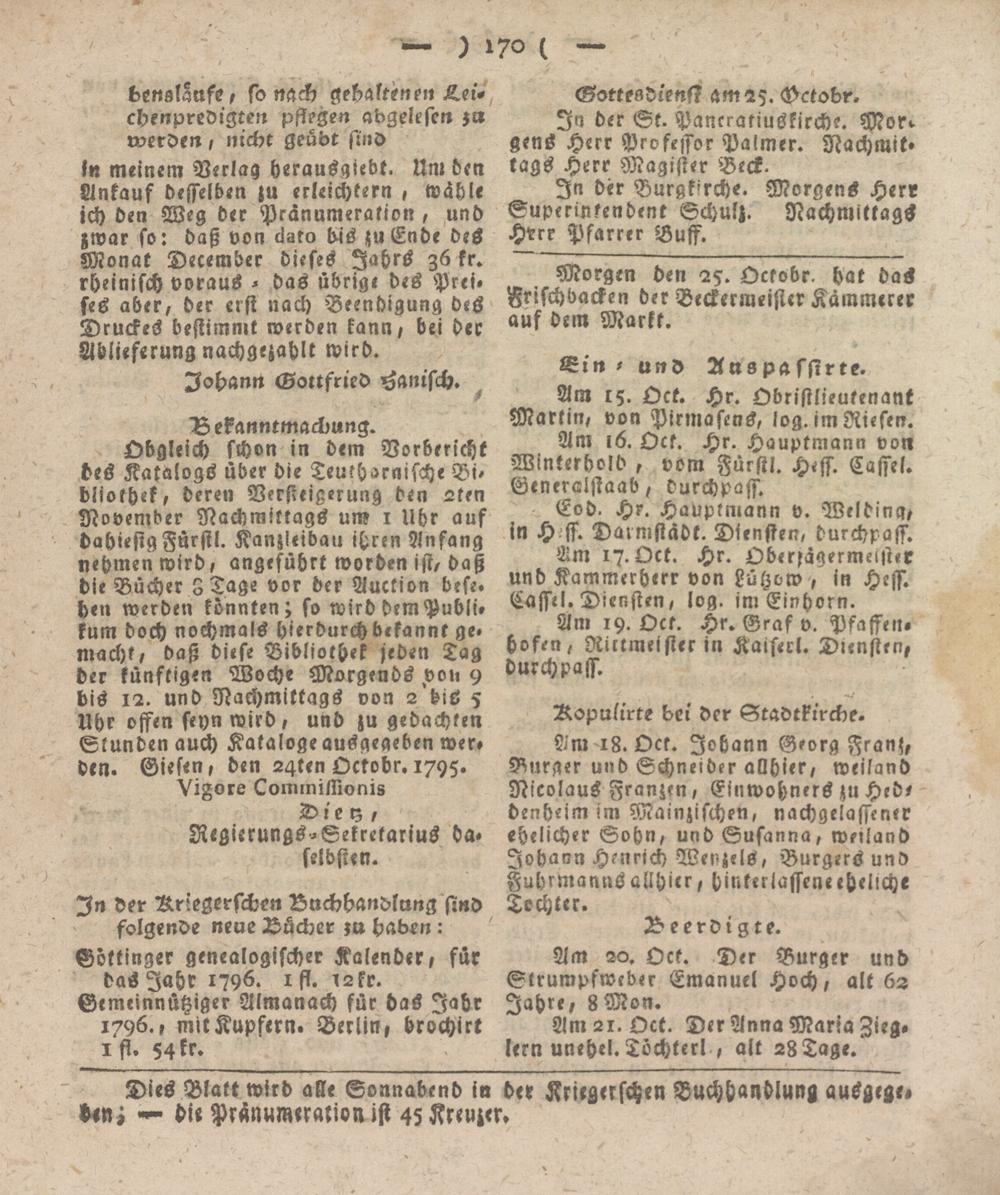 — ) 170 ( —
bensläufe, so nach gehaltenen Lei-
chenpredigten pflegen abgelesen zu
werden, nicht geübt sind
in meinem Verlag herausgiebt. Um den
Ankauf desselben zu erleichtern, wähle
ich den Weg der Pränumeration, und
zwar so: daß von dato bis zu Ende des
Monat December dieses Jahrs 36 kr.
rheinisch voraus - das übrige des Prei-
ses aber, der erst nach Beendigung des
Druckes bestimmt werden kann, bei der
Ablieferung nachgezahlt wird.
Johann Gottfried Hanisch.
Bekanntmachung.
Obgleich schon in dem Vorbericht
des Katalogs über die Teuthornische Bi-
bliothek, deren Versteigerung den 2ten
November Nachmittags um 1 Uhr auf
dahiesig Fürstl. Kanzleibau ihren Anfang
nehmen wird, angeführt worden ist, daß
die Bücher 8 Tage vor der Auction bese-
hen werden könnten; so wird dem Publi-
kum doch nochmals hierdurch bekannt ge-
macht, daß diese Bibliothek jeden Tag
der künftigen Woche Morgends von 9
bis 12. und Nachmittags von 2 bis 5
Uhr offen seyn wird, und zu gedachten
Stunden auch Kataloge ausgegeben wer-
den. Giesen, den 24ten Octobr. 1795.
Vigore Commissionis
Dietz,
Regierungs-Sekretarius da-
selbsten.
In der Kriegerschen Buchhandlung sind
folgende neue Bücher zu haben:
Göttinger genealogischer Kalender, für
das Jahr 1796. 1 fl. 12 kr.
Gemeinnütziger Almanach für das Jahr
1796., mit Kupfern. Berlin, brochirt
1 fl. 54 kr.
Gottesdienst am 25. Octobr.
In der St. Pancratiuskirche. Mor-
gens Herr Professor Palmer. Nachmit-
tags Herr Magister Beck.
In der Burgkirche. Morgens Herr
Superintendent Schulz. Nachmittags
Herr Pfarrer Buff.
Morgen den 25. Octobr. hat das
Frischbacken der Beckermeister Kämmerer
auf dem Markt.
Ein- und Auspassirte.
Am 15. Oct. Hr. Obristlieutenant
Martin, von Pirmasens, log. im Riesen.
Am 16. Oct. Hr. Hauptmann von
Winterhold, vom Fürstl. Hess. Cassel.
Generalstaab, durchpass.
Eod. Hr. Hauptmann v. Welding,
in Hess. Darmstädt. Diensten, durchpass.
Am 17. Oct. Hr. Oberjägermeister
und Kammerherr von Lützow, in Hess.
Cassel. Diensten, log. im Einhorn.
Am 19. Oct. Hr. Graf v. Pfaffen-
hofen, Rittmeister in Kaiserl. Diensten,
durchpass.
Kopulirte bei der Stadtkirche.
Am 18. Oct. Johann Georg Franz,
Burger und Schneider allhier, weiland
Nicolaus Franzen, Einwohners zu Hed-
denheim im Mainzischen, nachgelassener
ehelicher Sohn, und Susanna, weiland
Johann Henrich Wenzels, Burgers und
Fuhrmanns allhier, hinterlassene eheliche
Tochter.
Beerdigte.
Am 20. Oct. Der Burger und
Strumpfweber Emanuel Hoch, alt 62
Jahre, 8 Mon.
Am 21. Oct. Der Anna Maria Zieg-
lern unehel. Töchterl, alt 28 Tage.
Dies Blatt wird alle Sonnabend in der Kriegerschen Buchhandlung ausgege-
ben; — die Pränumeration ist 45 Kreuzer.